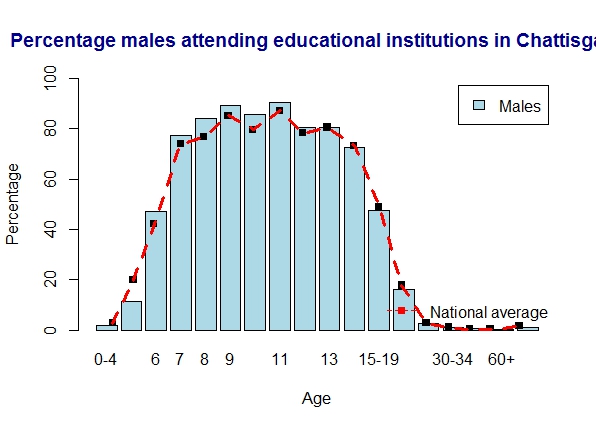 Percentage males attending educational institutions in Chattisga
100
80
60
40
20
0
Percentage
Males
National average
0-4 6 7 8 9 11 13 15-19 30-34 60+
Age